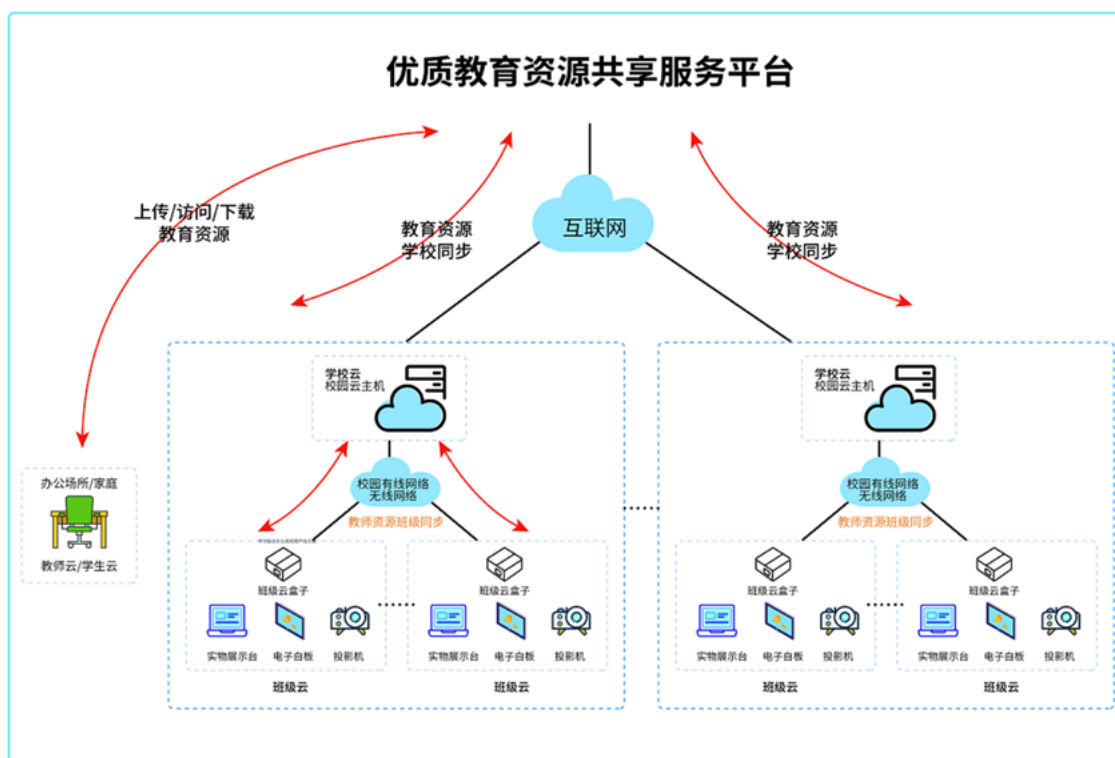 优质教育资源共享服务平台
互联网
上传/访问/下载
教育资源
教育资源
学校同步
教育资源
学校同步
学校云
校园云主机
学校云
校园云主机
办公场所/家庭
教师云/学生云
校园有线网络
无线网络
教师资源班级同步
校园有线网络
无线网络
教师资源班级同步
班级云盒子
实物展示台
电子白板
投影机
班级云
班级云盒子
实物展示台
电子白板
投影机
班级云
班级云盒子
实物展示台
电子白板
投影机
班级云
班级云盒子
实物展示台
电子白板
投影机
班级云